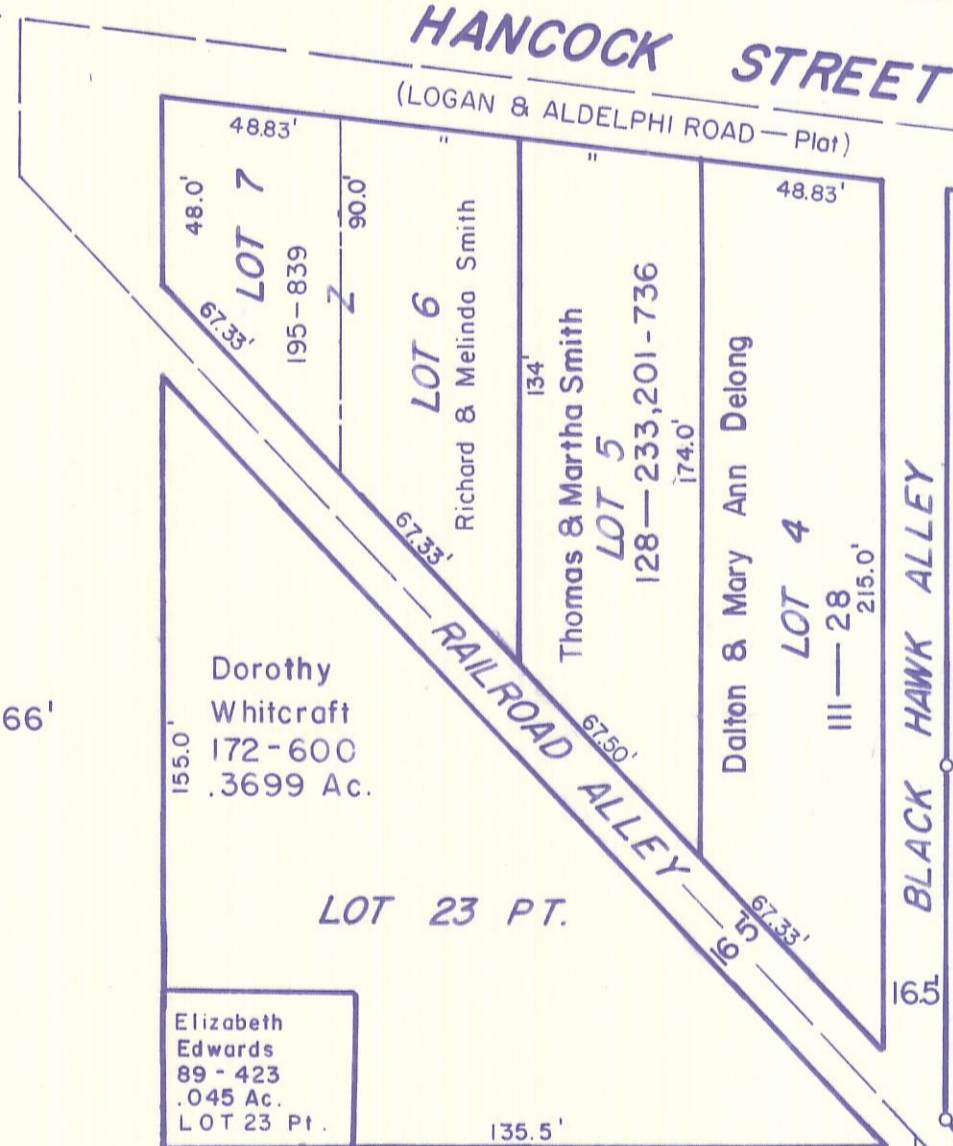 HANCOCK STREET
(LOGAN & ALDELPHI ROAD — Plat)
48.83'
"
"
48.83'
48.0'
LOT 7
195-839
90.0'
Z
67.33'
LOT 6
Richard & Melinda Smith
67.33'
134'
Thomas & Martha Smith
LOT 5
128—233,201-736
174.0'
67.50'
Dalton & Mary Ann Delong
LOT 4
111—28
215.0'
67.33'
BLACK HAWK ALLEY
16.5
RAILROAD ALLEY
16.5
66'
155.0'
Dorothy
Whitcraft
172-600
.3699 Ac.
LOT 23 PT.
Elizabeth
Edwards
89-423
.045 Ac.
LOT 23 Pt.
135.5'